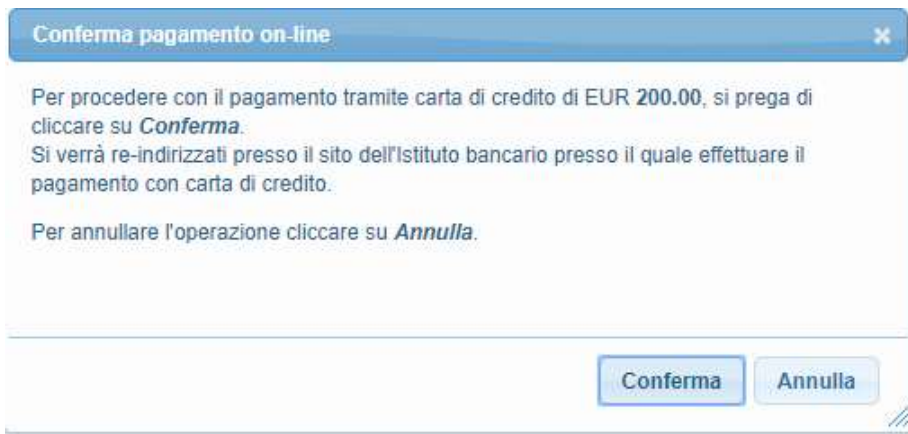 Conferma pagamento on-line
Per procedere con il pagamento tramite carta di credito di EUR 200.00, si prega di
cliccare su Conferma.
Si verrà re-indirizzati presso il sito dell'Istituto bancario presso il quale effettuare il
pagamento con carta di credito.
Per annullare l'operazione cliccare su Annulla.
Conferma Annulla